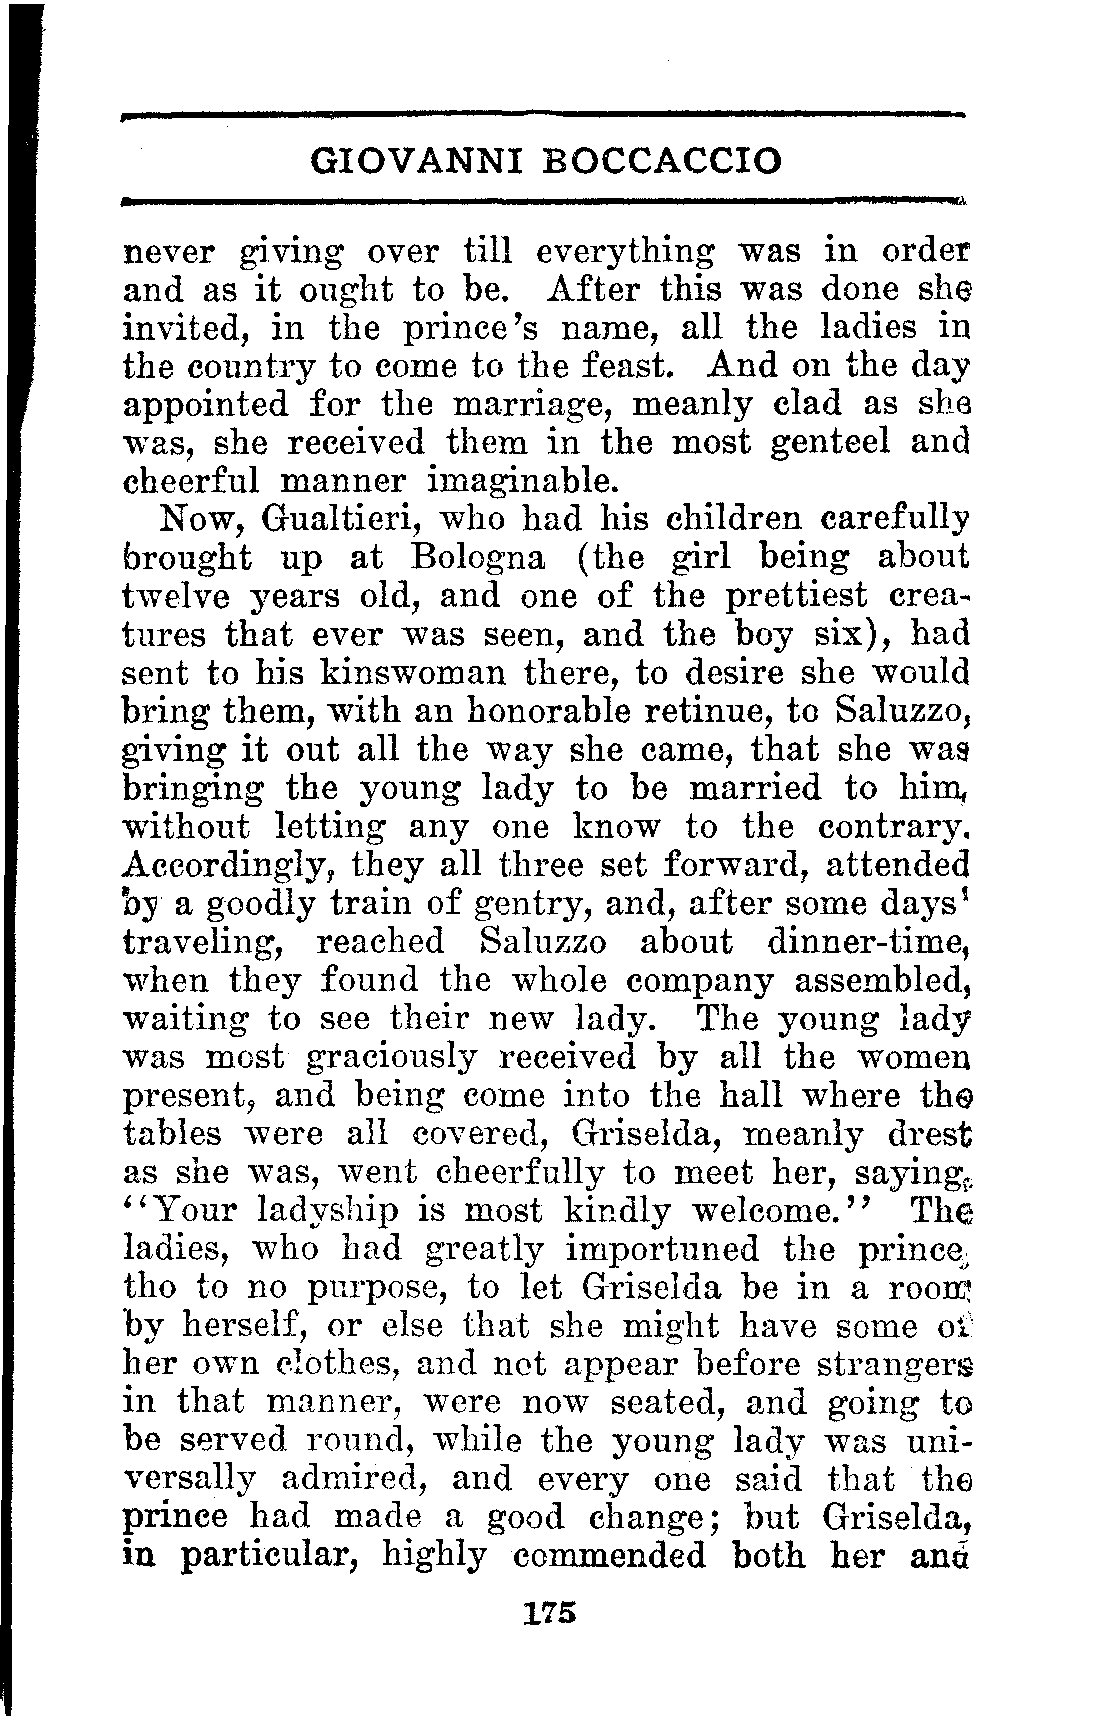 GIOVANNI BOCCACCIO
never giving over till everything was in order
and as it ought to be. After this was done she
invited, in the prince's name, all the ladies in
the country to come to the feast. And on the day
appointed for the marriage, meanly clad as she
was, she received them in the most genteel and
cheerful manner imaginable.
Now, Gualtieri, who had his children carefully
brought up at Bologna (the girl being about
twelve years old, and one of the prettiest crea-
tures that ever was seen, and the boy six), had
sent to his kinswoman there, to desire she would
bring them, with an honorable retinue, to Saluzzo,
giving it out all the way she came, that she was
bringing the young lady to be married to him,
without letting any one know to the contrary.
Accordingly, they all three set forward, attended
by a goodly train of gentry, and, after some days'
traveling, reached Saluzzo about dinner-time,
when they found the whole company assembled,
waiting to see their new lady. The young lady
was most graciously received by all the women
present, and being come into the hall where the
tables were all covered, Griselda, meanly drest
as she was, went cheerfully to meet her, saying,
"Your ladyship is most kindly welcome." The
ladies, who had greatly importuned the prince,
tho to no purpose, to let Griselda be in a room
by herself, or else that she might have some of
her own clothes, and not appear before strangers
in that manner, were now seated, and going to
be served round, while the young lady was uni-
versally admired, and every one said that the
prince had made a good change; but Griselda,
in particular, highly commended both her and
175